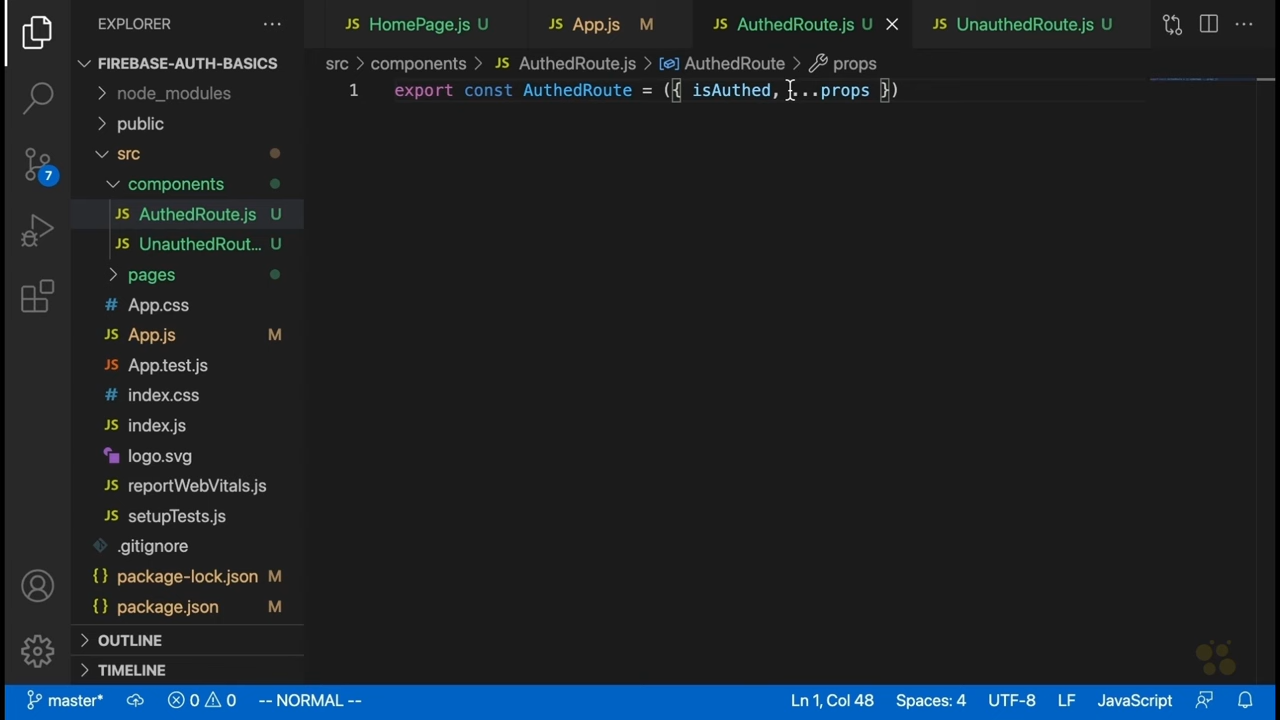 EXPLORER
JS HomePage.js U
JS App.js M
JS AuthedRoute.js U
JS UnauthedRoute.js U
FIREBASE-AUTH-BASICS
src
components
JS AuthedRoute.js
AuthedRoute
props
1 export const AuthedRoute = ({ isAuthed, ...props })
node_modules
public
src
components
JS AuthedRoute.js U
JS UnauthedRout... U
pages
# App.css
JS App.js M
JS App.test.js
# index.css
JS index.js
logo.svg
JS reportWebVitals.js
JS setupTests.js
.gitignore
{} package-lock.json M
{} package.json M
OUTLINE
TIMELINE
7
master* 0 0 -- NORMAL -- Ln 1, Col 48 Spaces: 4 UTF-8 LF JavaScript